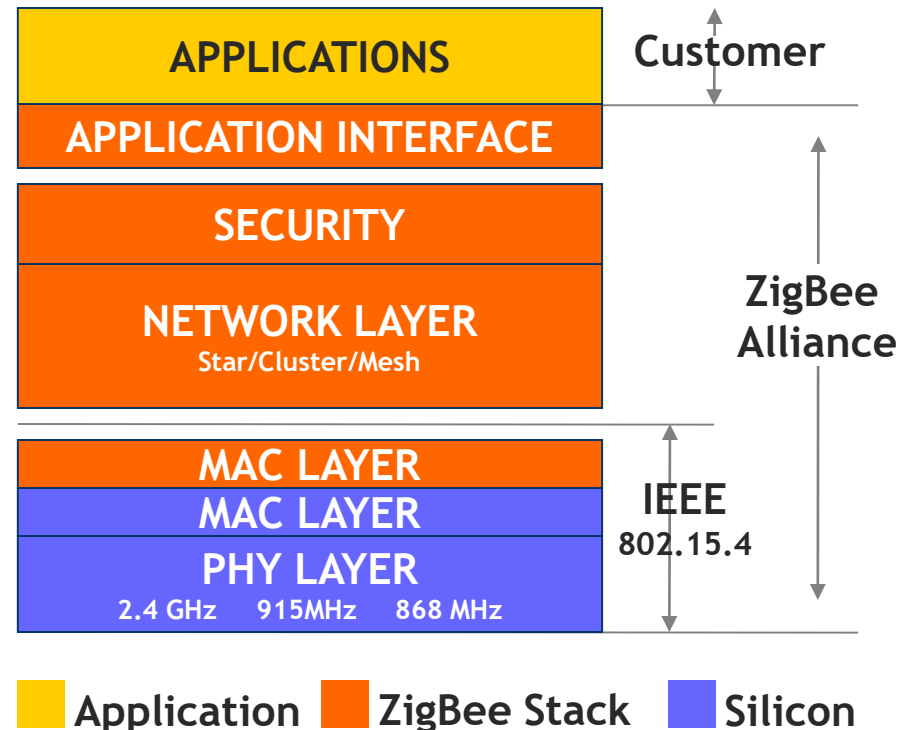 APPLICATIONS
Customer
APPLICATION INTERFACE
SECURITY
NETWORK LAYER
Star/Cluster/Mesh
ZigBee
Alliance
MAC LAYER
MAC LAYER
IEEE
802.15.4
PHY LAYER
2.4 GHz 915MHz 868 MHz
Application ZigBee Stack Silicon